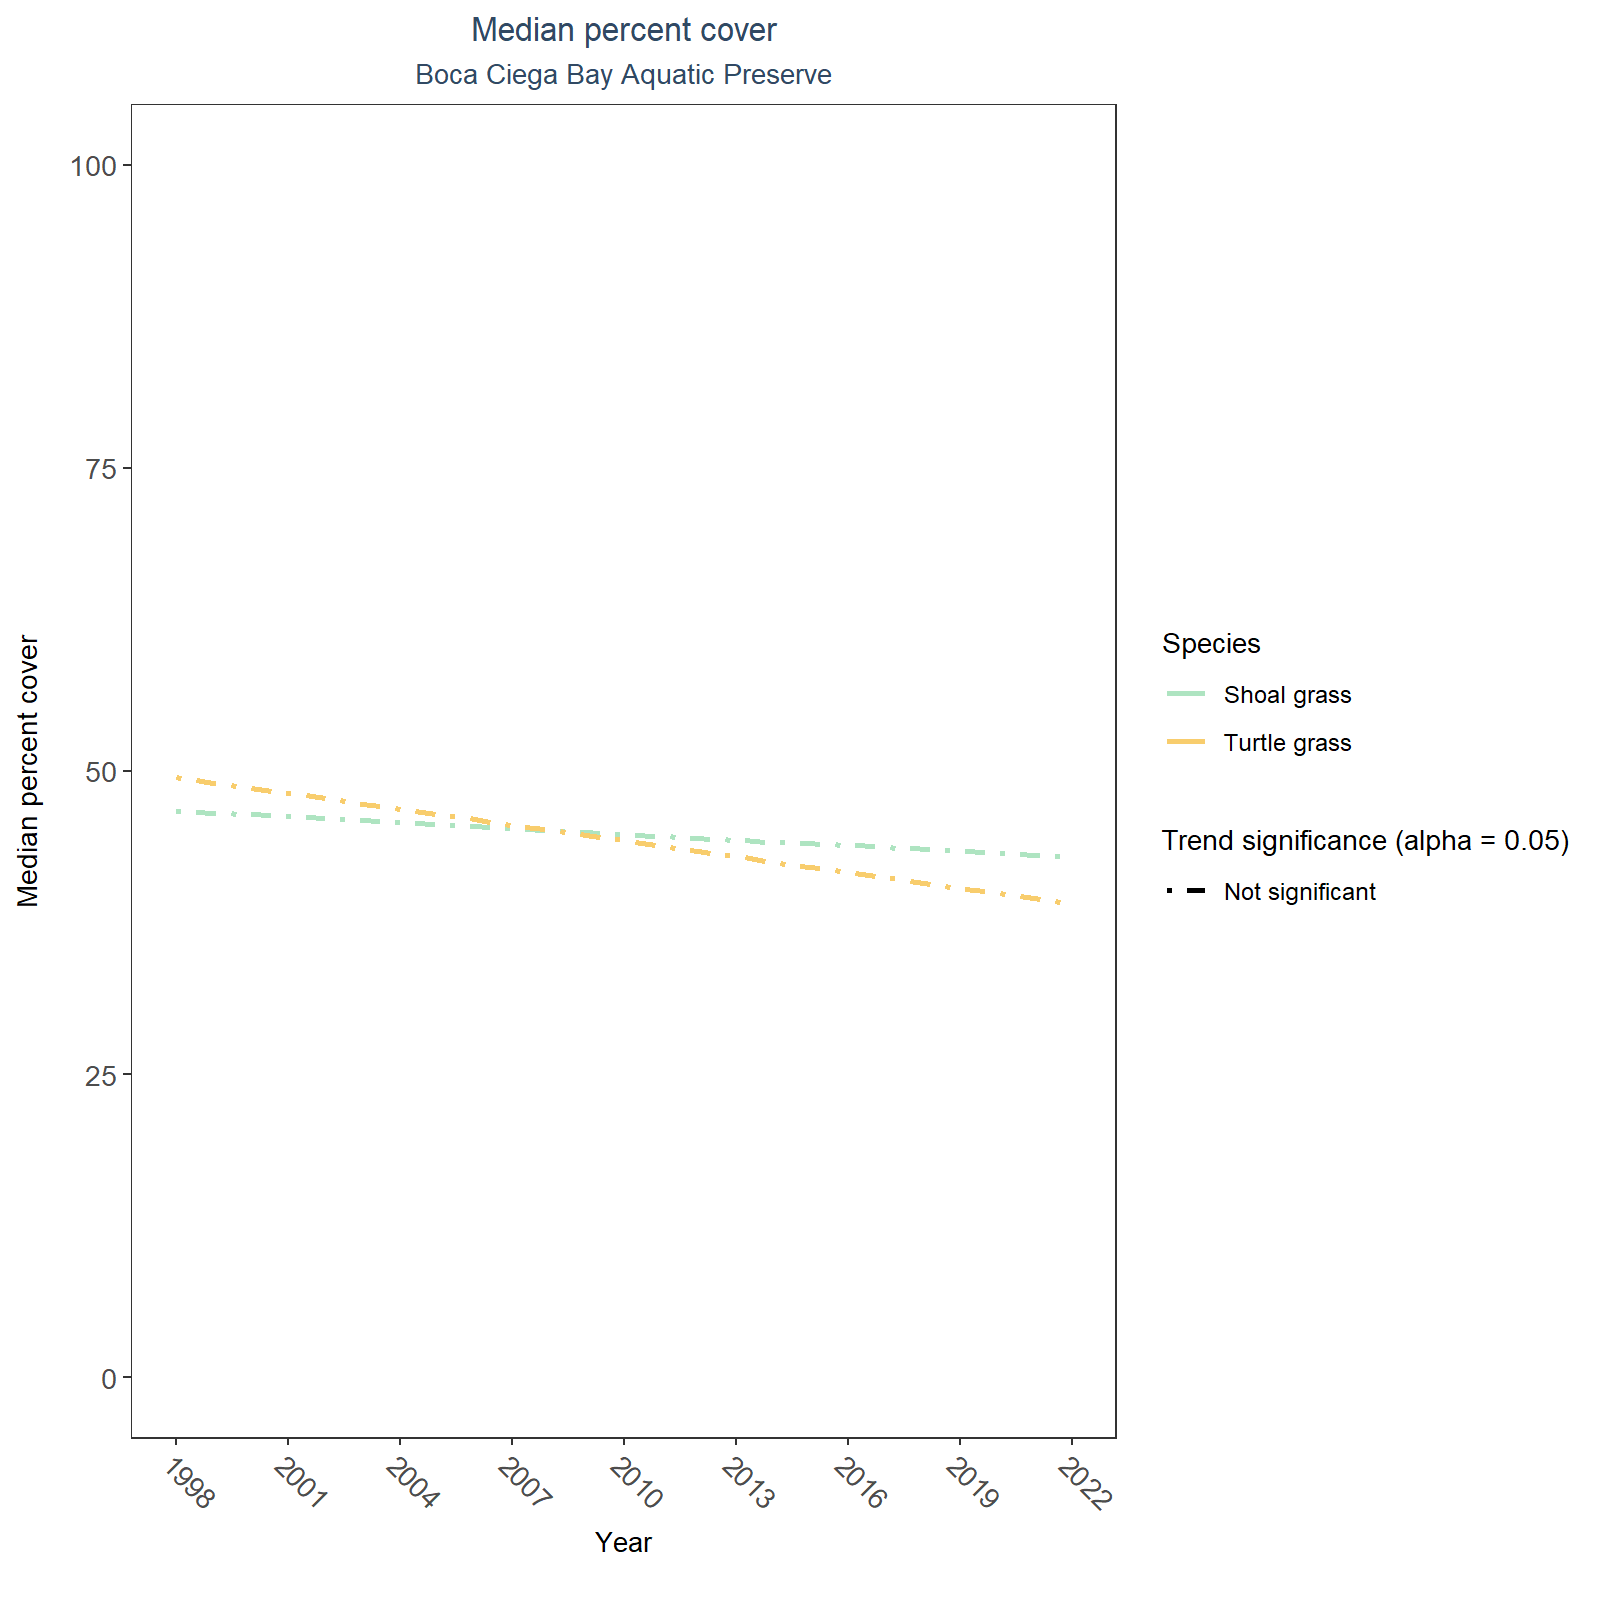 Median percent cover
Boca Ciega Bay Aquatic Preserve
Median percent cover
100
75
50
25
0
1998
2001
2004
2007
2010
2013
2016
2019
2022
Year
Species
Shoal grass
Turtle grass
Trend significance (alpha = 0.05)
Not significant